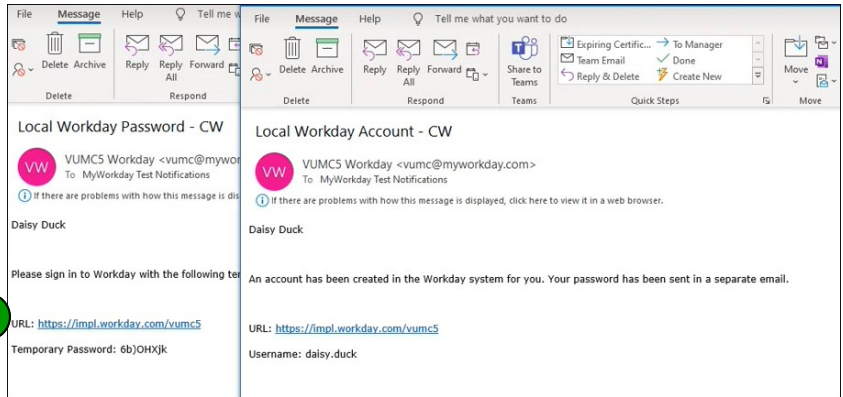 File Message Help Tell me w
Delete Archive Reply Reply All Forward
Delete Respond
Local Workday Password - CW
VW
VUMC5 Workday <vumc@mywor
To MyWorkday Test Notifications
If there are problems with how this message is dis
Daisy Duck
Please sign in to Workday with the following te
URL: https://impl.workday.com/vumc5
Temporary Password: 6b)OHXjk
File Message Help Tell me what you want to do
Delete Archive Reply Reply All Forward Share to Teams
Expiring Certific... To Manager
Team Email Done
Reply & Delete Create New
Move
Delete Respond Teams Quick Steps Move
Local Workday Account - CW
VW
VUMC5 Workday <vumc@myworkday.com>
To MyWorkday Test Notifications
If there are problems with how this message is displayed, click here to view it in a web browser.
Daisy Duck
An account has been created in the Workday system for you. Your password has been sent in a separate email.
URL: https://impl.workday.com/vumc5
Username: daisy.duck